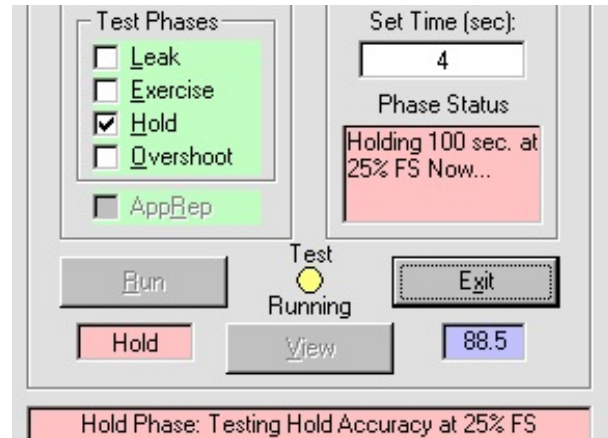 Test Phases
Leak
Exercise
Hold
Overshoot
AppRep
Set Time (sec):
4
Phase Status
Holding 100 sec. at
25% FS Now...
Run
Test
Running
Exit
Hold
View
88.5
Hold Phase: Testing Hold Accuracy at 25% FS